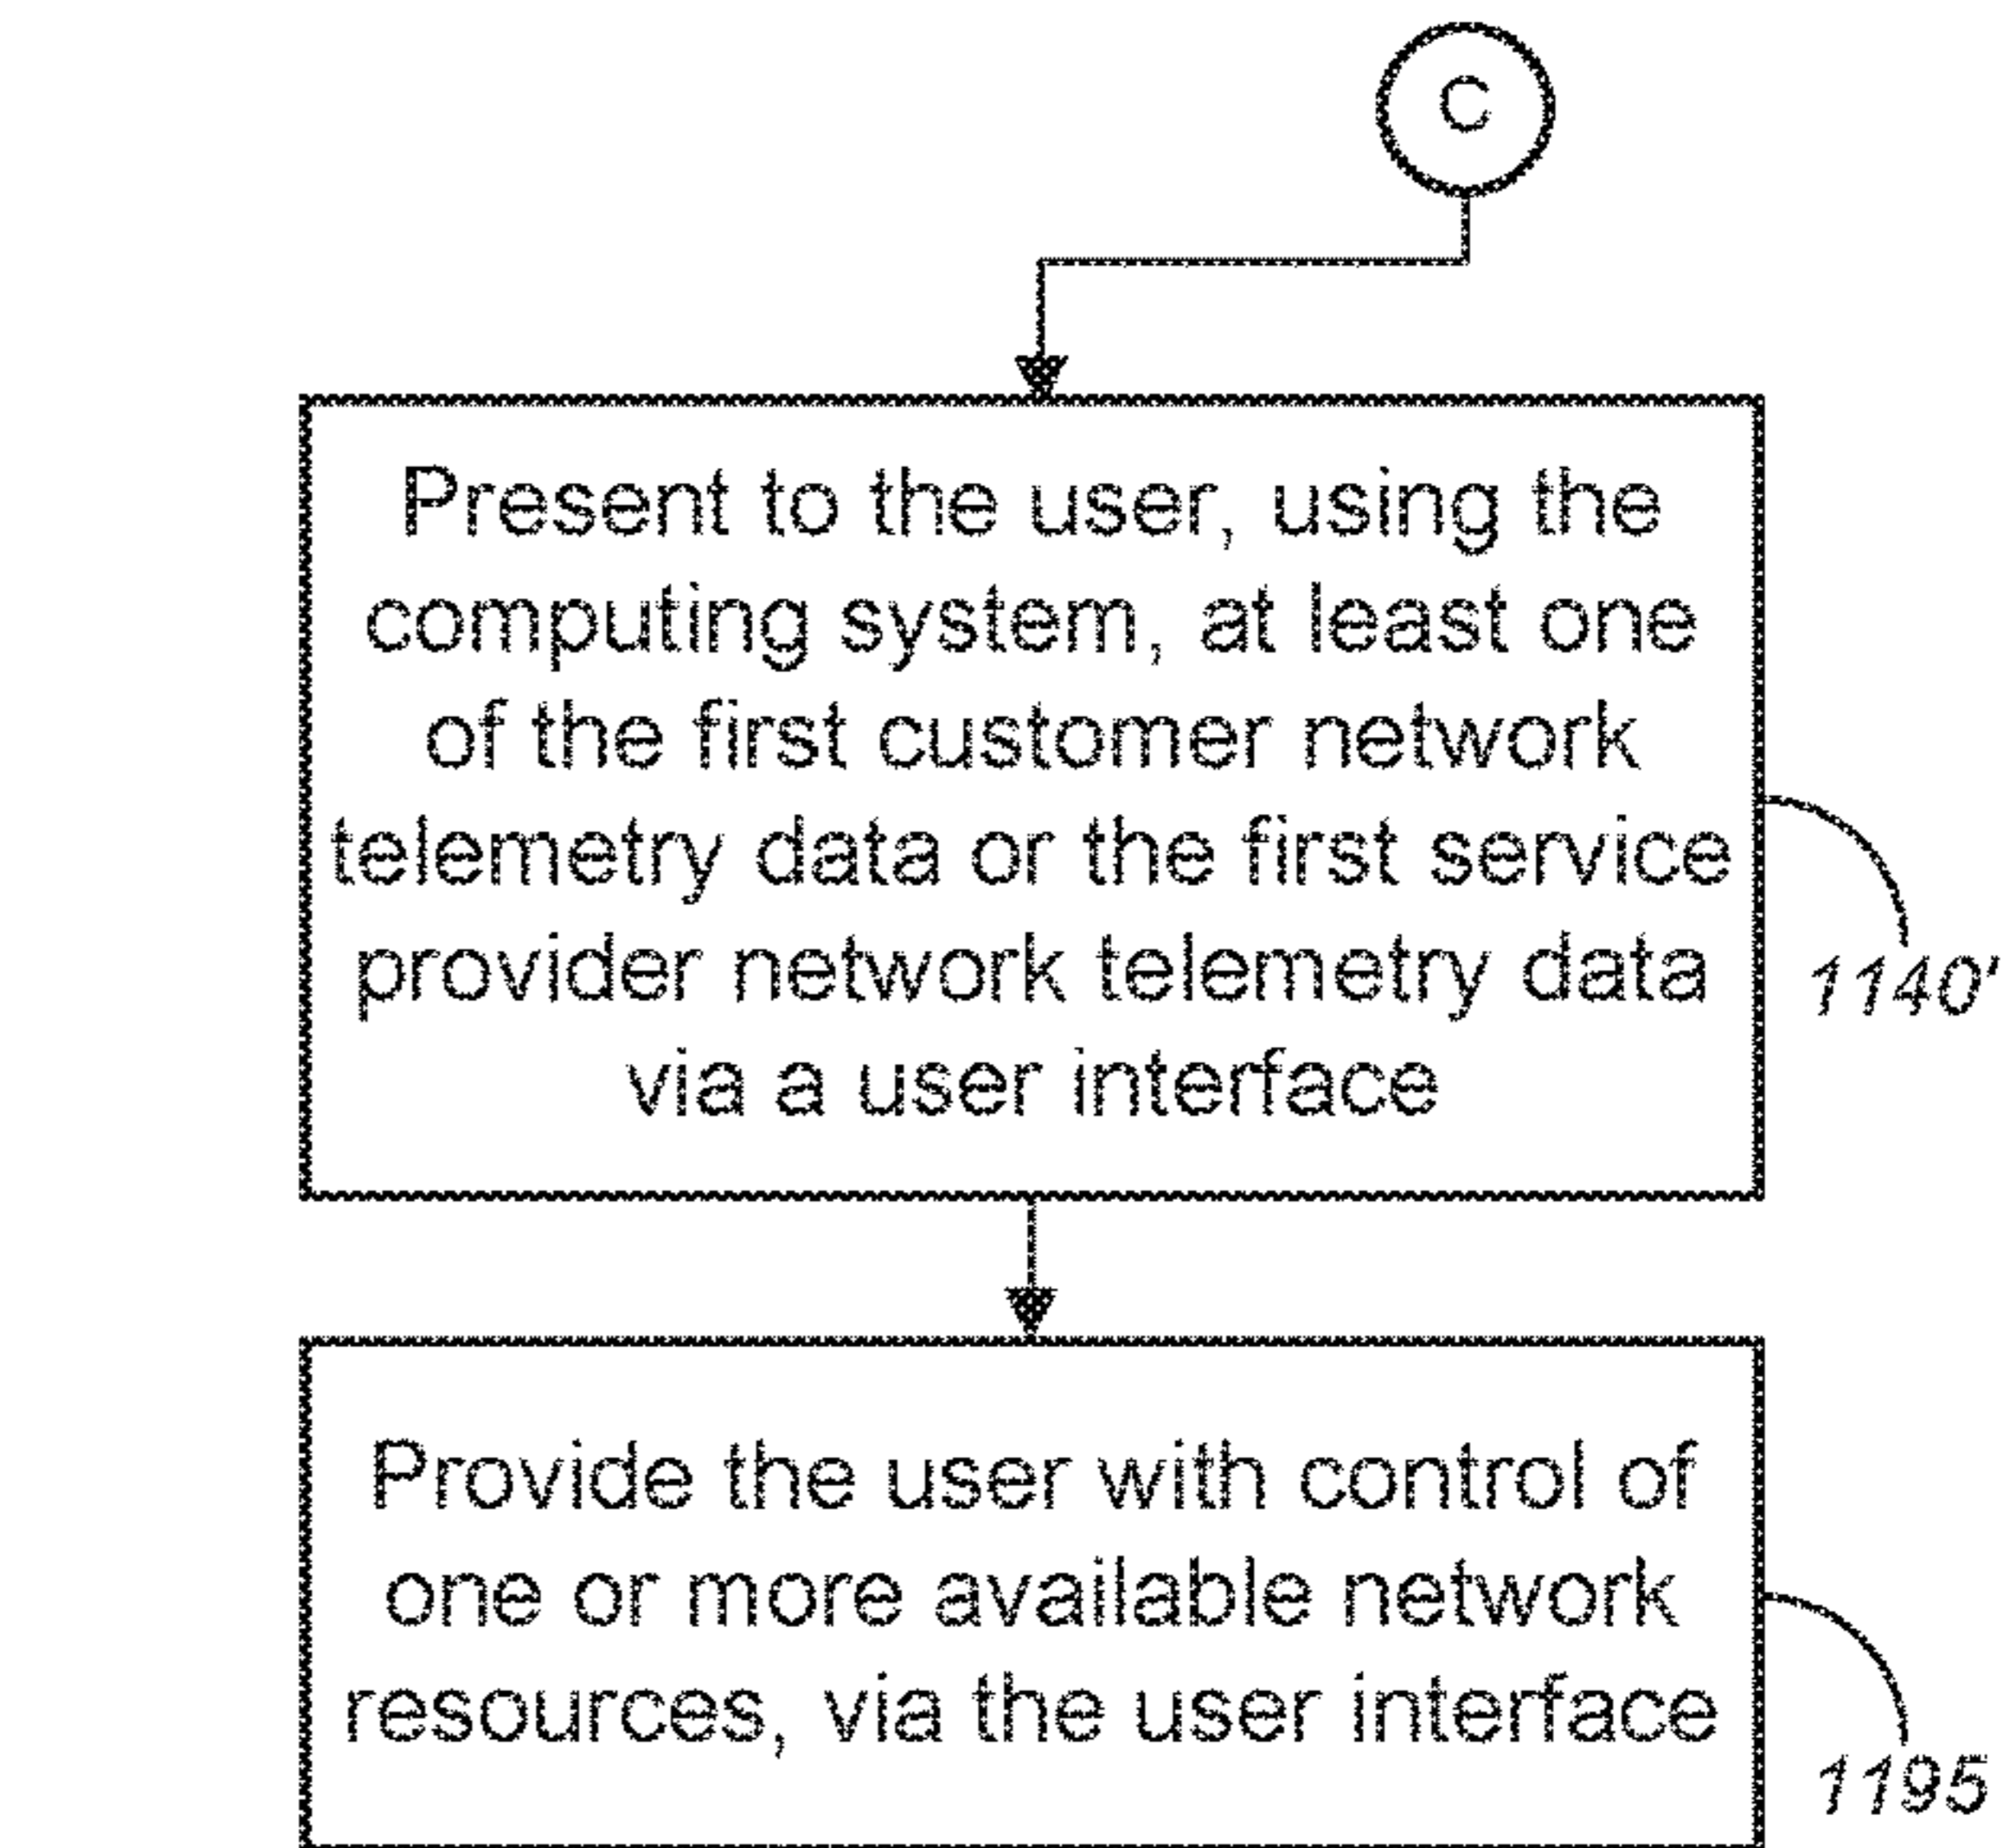 C
Present to the user, using the
computing system, at least one
of the first customer network
telemetry data or the first service
provider network telemetry data
via a user interface
1140'
Provide the user with control of
one or more available network
resources, via the user interface
1195